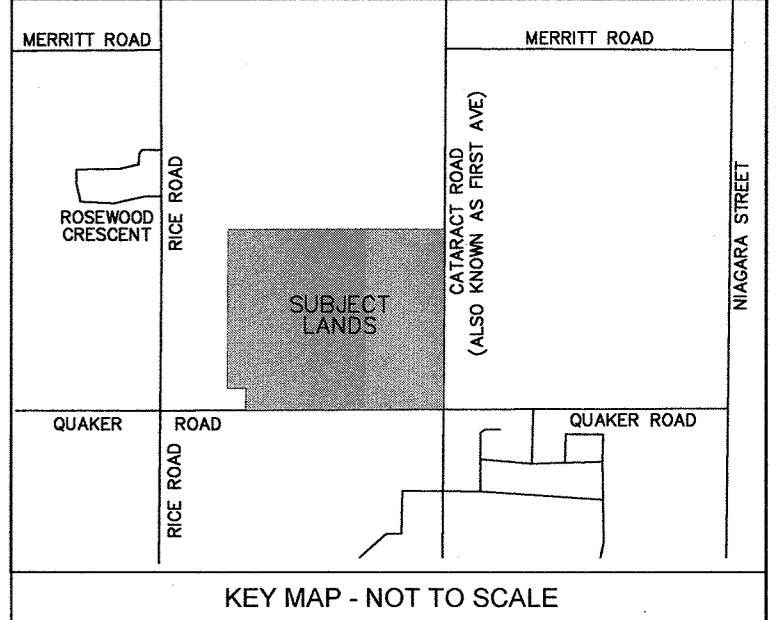 MERRITT ROAD
MERRITT ROAD
ROSEWOOD
CRESCENT
RICE ROAD
SUBJECT
LANDS
CATARACT ROAD
(ALSO KNOWN AS FIRST AVE)
NIAGARA STREET
QUAKER ROAD
QUAKER ROAD
RICE ROAD
KEY MAP - NOT TO SCALE